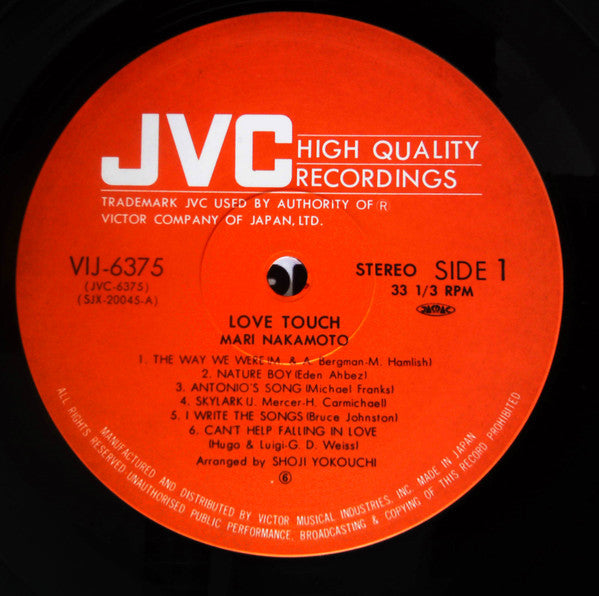 JVC HIGH QUALITY
RECORDINGS
TRADEMARK JVC USED BY AUTHORITY OF R
VICTOR COMPANY OF JAPAN, LTD.
VIJ-6375
(JVC-6375)
(SJX-20045-A)
STEREO SIDE 1
33 1/3 RPM
JASRAC
LOVE TOUCH
MARI NAKAMOTO
1. THE WAY WE WERE(M. & A. Bergman-M. Hamlish)
2. NATURE BOY(Eden Ahbez)
3. ANTONIO'S SONG(Michael Franks)
4. SKYLARK(J. Mercer-H. Carmichael)
5. I WRITE THE SONGS(Bruce Johnston)
6. CAN'T HELP FALLING IN LOVE
(Hugo & Luigi-G. D. Weiss)
Arranged by SHOJI YOKOUCHI
⑥
MANUFACTURED AND DISTRIBUTED BY VICTOR MUSICAL INDUSTRIES, INC. MADE IN JAPAN
ALL RIGHTS RESERVED.UNAUTHORISED PUBLIC PERFORMANCE, BROADCASTING & COPYING OF THIS RECORD PROHIBITED